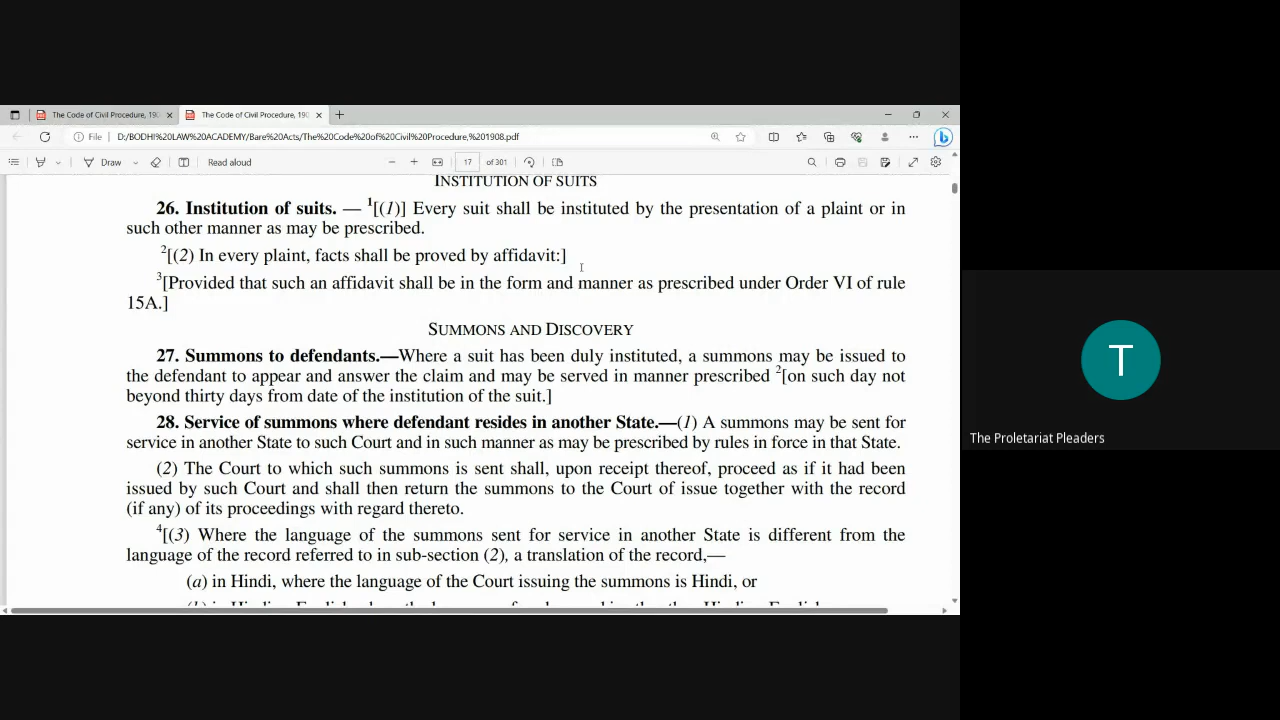 The Code of Civil Procedure, 190
The Code of Civil Procedure, 190
File
D:/BODHI%20LAW%20ACADEMY/Bare%20Acts/The%20Code%20of%20Civil%20Procedure,%201908.pdf
Draw
Read aloud
17
of 301
INSTITUTION OF SUITS
26. Institution of suits. — 1[(1)] Every suit shall be instituted by the presentation of a plaint or in
such other manner as may be prescribed.
2[(2) In every plaint, facts shall be proved by affidavit:]
3[Provided that such an affidavit shall be in the form and manner as prescribed under Order VI of rule
15A.]
SUMMONS AND DISCOVERY
27. Summons to defendants.—Where a suit has been duly instituted, a summons may be issued to
the defendant to appear and answer the claim and may be served in manner prescribed 2[on such day not
beyond thirty days from date of the institution of the suit.]
28. Service of summons where defendant resides in another State.—(1) A summons may be sent for
service in another State to such Court and in such manner as may be prescribed by rules in force in that State.
(2) The Court to which such summons is sent shall, upon receipt thereof, proceed as if it had been
issued by such Court and shall then return the summons to the Court of issue together with the record
(if any) of its proceedings with regard thereto.
4[(3) Where the language of the summons sent for service in another State is different from the
language of the record referred to in sub-section (2), a translation of the record,—
(a) in Hindi, where the language of the Court issuing the summons is Hindi, or
T
The Proletariat Pleaders